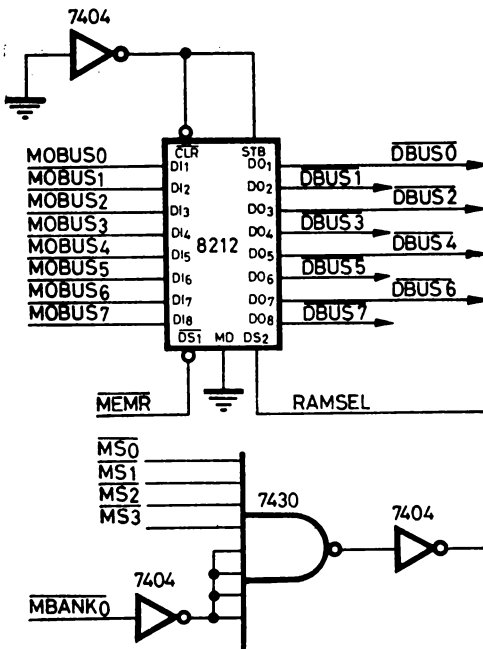 7404
MOBUS0
MOBUS1
MOBUS2
MOBUS3
MOBUS4
MOBUS5
MOBUS6
MOBUS7
CLR STB
DI1 DO1
DI2 DO2
DI3 DO3
DI4 DO4
8212
DI5 DO5
DI6 DO6
DI7 DO7
DI8 DO8
DS1 MD DS2
DBUS0
DBUS1
DBUS2
DBUS3
DBUS4
DBUS5
DBUS6
DBUS7
MEMR
RAMSEL
MS0
MS1
MS2
MS3
7430
7404
7404
MBANK0